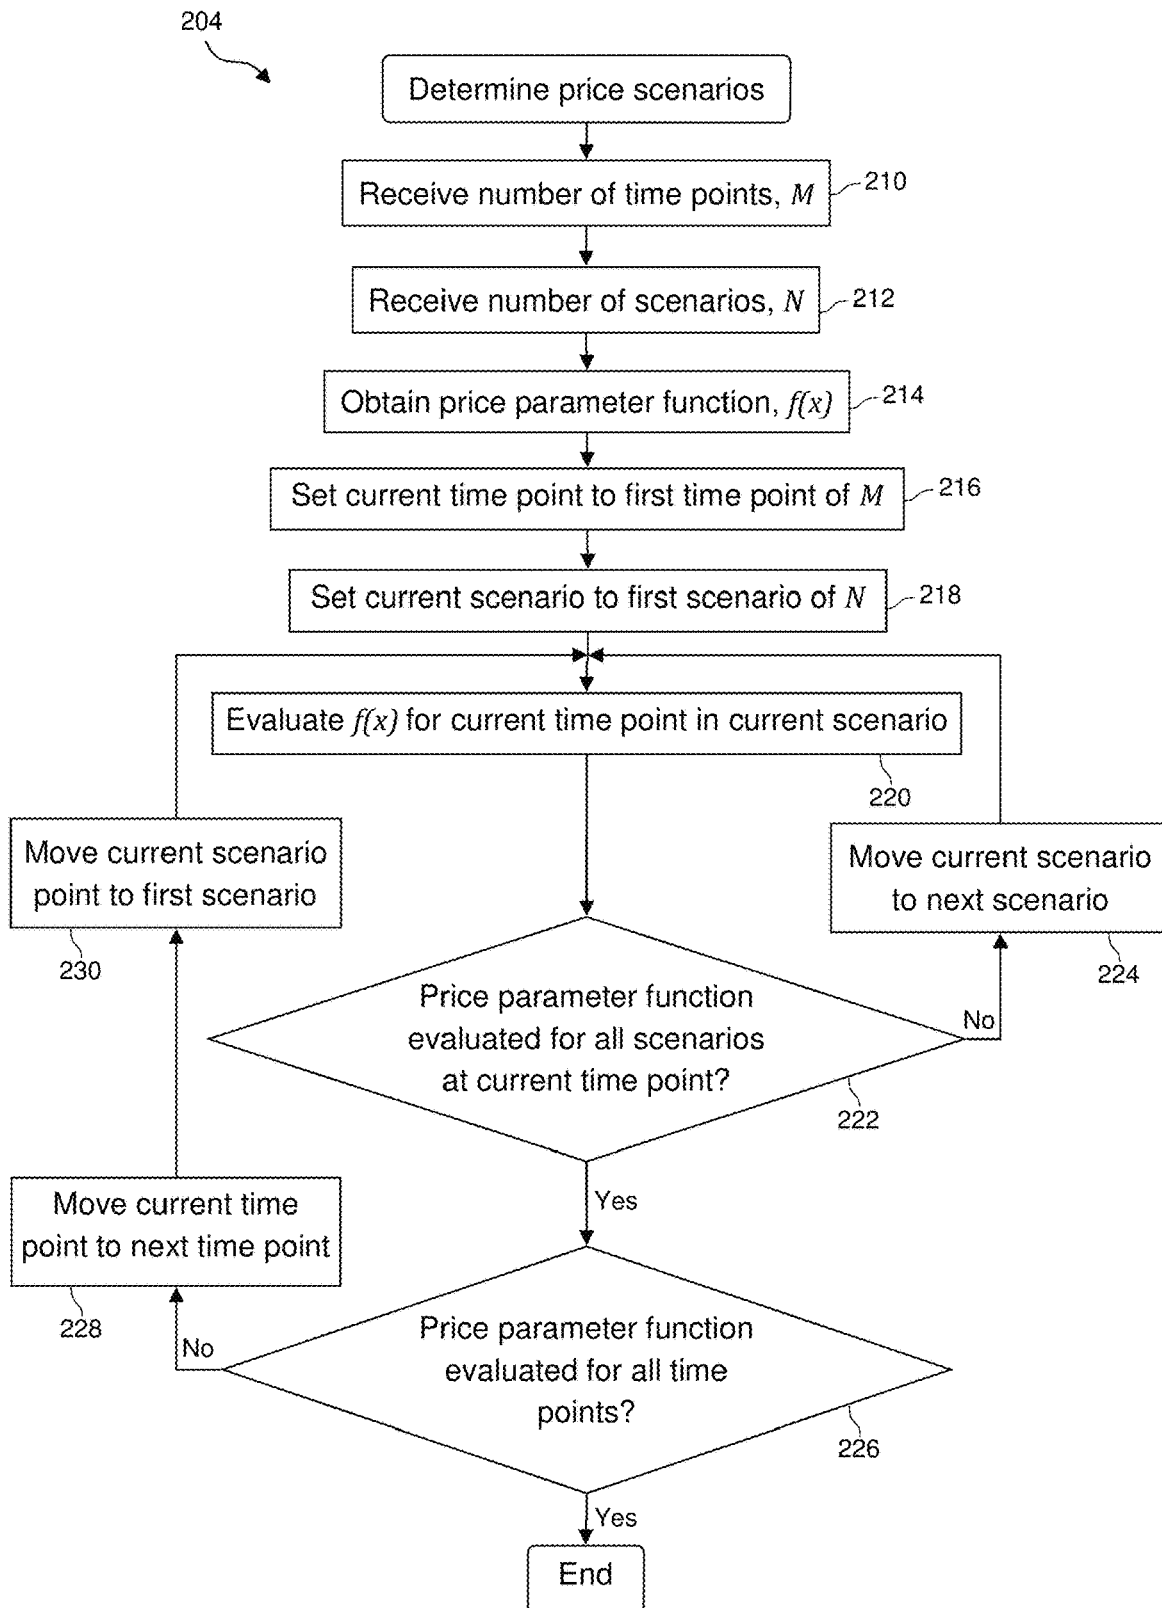 204
Determine price scenarios
Receive number of time points, M
210
Receive number of scenarios, N
212
Obtain price parameter function, f(x)
214
Set current time point to first time point of M
216
Set current scenario to first scenario of N
218
Evaluate f(x) for current time point in current scenario
220
Move current scenario
point to first scenario
230
Move current scenario
to next scenario
224
Price parameter function
evaluated for all scenarios
at current time point?
No
222
Yes
Move current time
point to next time point
228
No
Price parameter function
evaluated for all time
points?
226
Yes
End